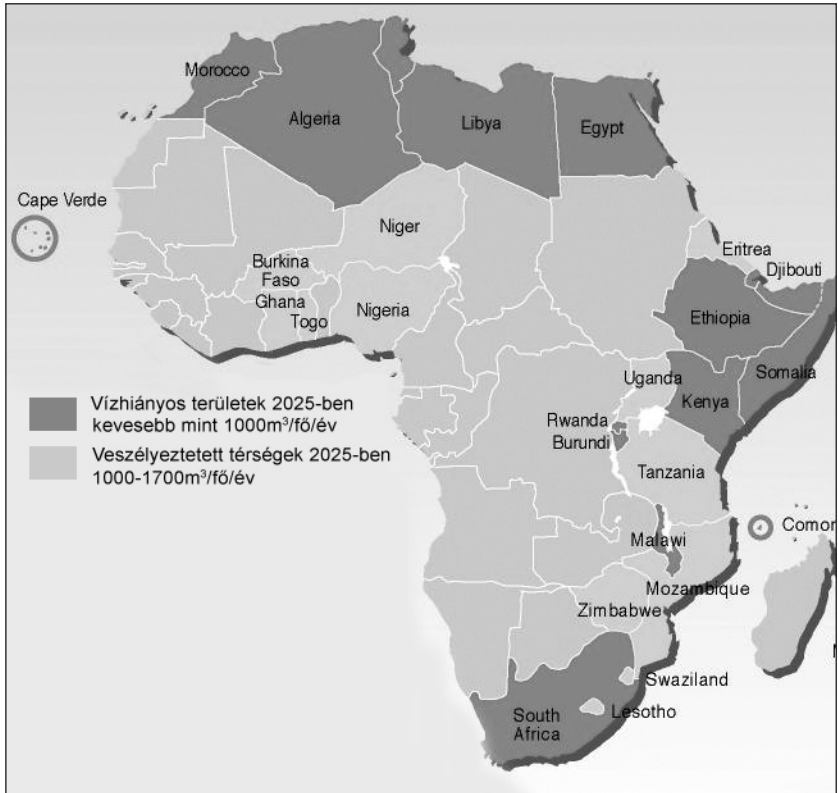 Morocco
Algeria
Libya
Egypt
Cape Verde
Niger
Eritrea
Burkina
Faso
Djibouti
Ghana
Togo
Nigeria
Ethiopia
Uganda
Somalia
Kenya
Vízhiányos területek 2025-ben
kevesebb mint 1000m³/fő/év
Rwanda
Burundi
Veszélyeztetett térségek 2025-ben
1000-1700m³/fő/év
Tanzania
Comor
Malawi
Mozambique
Zimbabwe
Swaziland
South
Africa
Lesotho